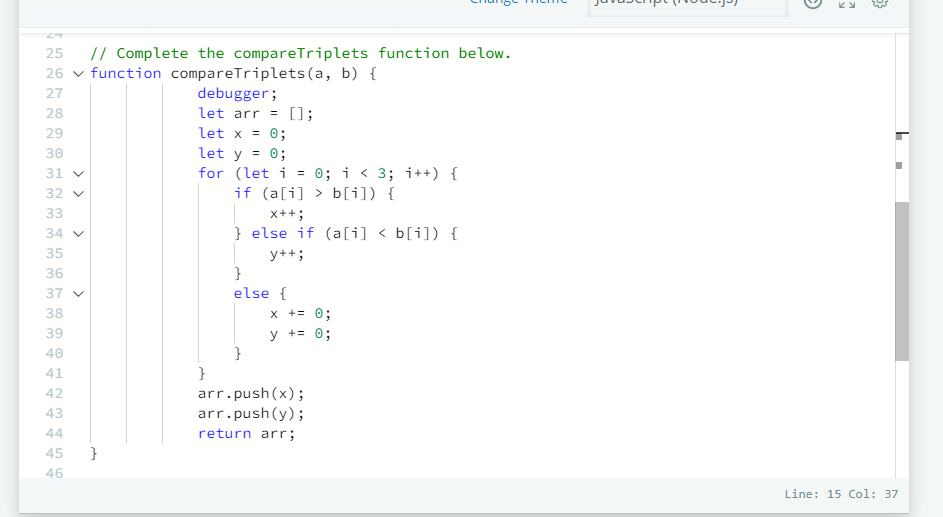 Change Theme JavaScript (Node.js)
24
25 // Complete the compareTriplets function below.
26 function compareTriplets(a, b) {
27 debugger;
28 let arr = [];
29 let x = 0;
30 let y = 0;
31 for (let i = 0; i < 3; i++) {
32 if (a[i] > b[i]) {
33 x++;
34 } else if (a[i] < b[i]) {
35 y++;
36 }
37 else {
38 x += 0;
39 y += 0;
40 }
41 }
42 arr.push(x);
43 arr.push(y);
44 return arr;
45 }
46
Line: 15 Col: 37